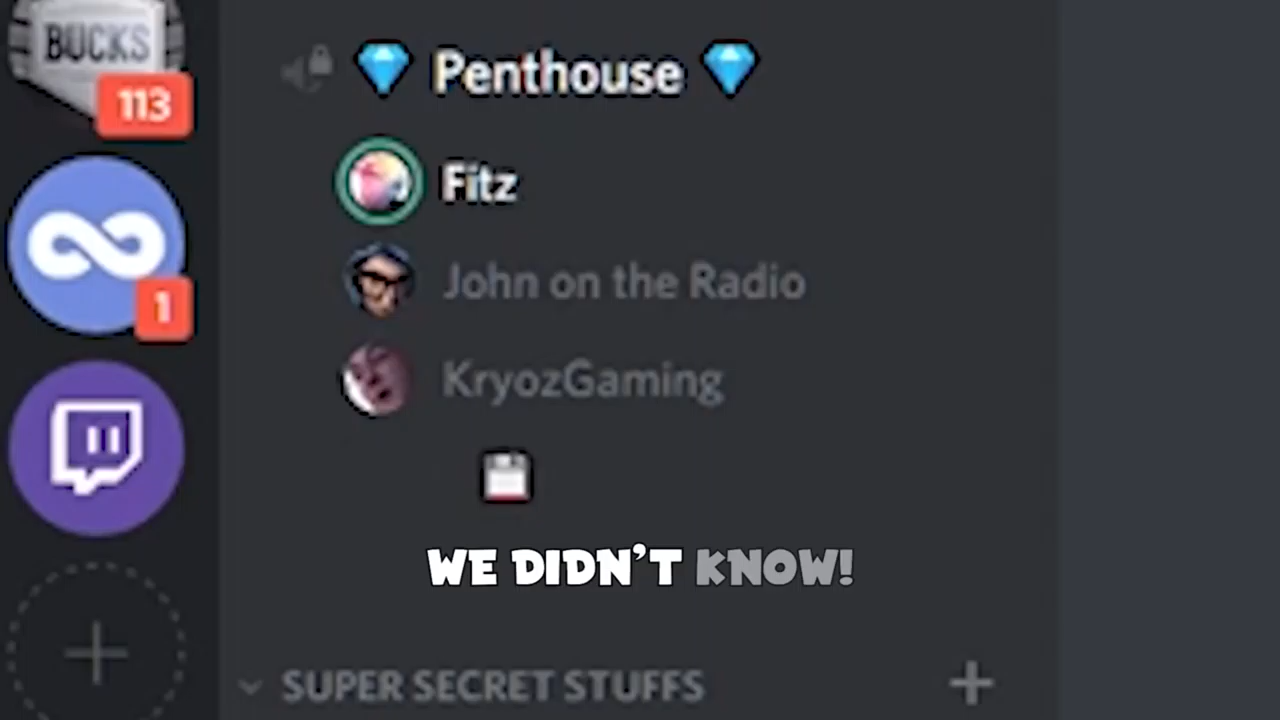 BUCKS
113
Penthouse
Fitz
John on the Radio
1
KryozGaming
WE DIDN'T KNOW!
SUPER SECRET STUFFS